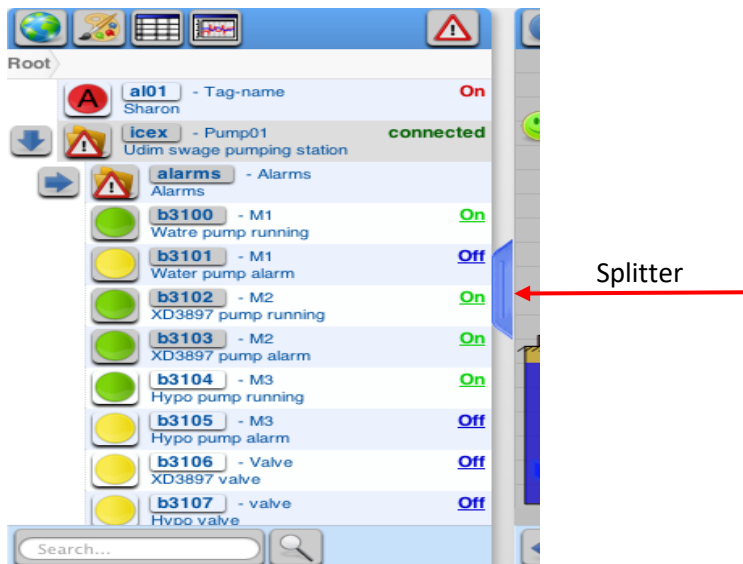 Root
al01 - Tag-name On
Sharon
icex - Pump01 connected
Udim swage pumping station
alarms - Alarms
Alarms
b3100 - M1 On
Watre pump running
b3101 - M1 Off
Water pump alarm
b3102 - M2 On
XD3897 pump running
b3103 - M2 On
XD3897 pump alarm
b3104 - M3 On
Hypo pump running
b3105 - M3 Off
Hypo pump alarm
b3106 - Valve Off
XD3897 valve
b3107 - valve Off
Hypo valve
Search...
Splitter
A